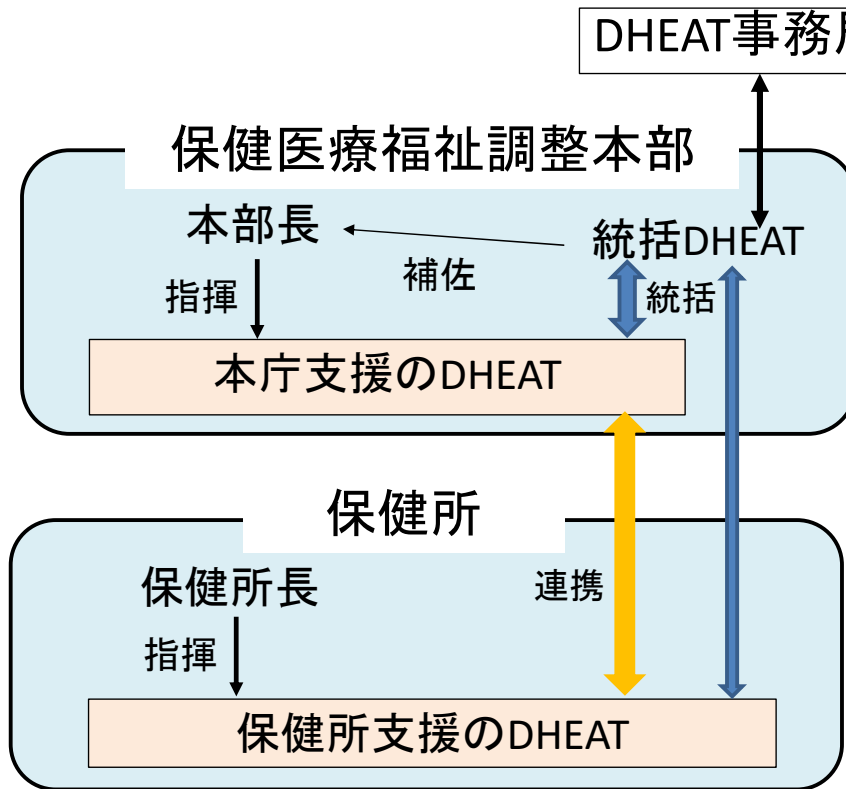 DHEAT事務局
保健医療福祉調整本部
本部長
統括DHEAT
補佐
指揮
統括
本庁支援のDHEAT
保健所
保健所長
連携
指揮
保健所支援のDHEAT